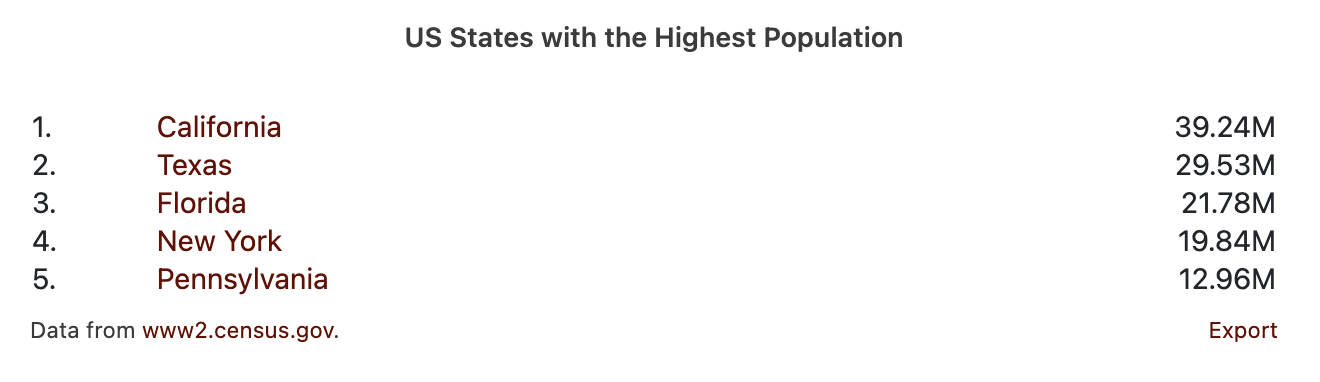 US States with the Highest Population
1. California 39.24M
2. Texas 29.53M
3. Florida 21.78M
4. New York 19.84M
5. Pennsylvania 12.96M
Data from www2.census.gov. Export